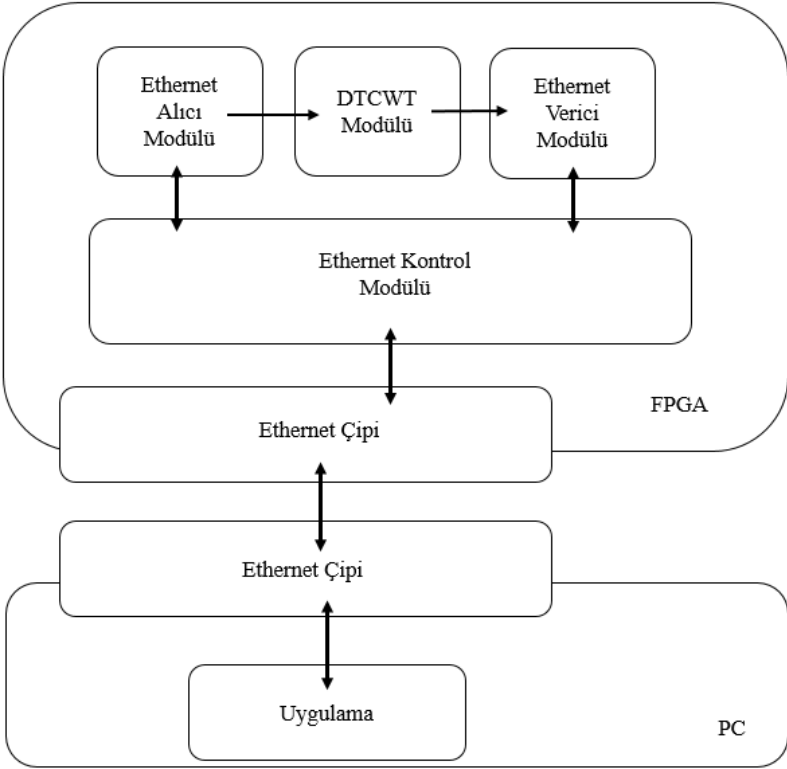 Ethernet
Alıcı
Modülü
DTCWT
Modülü
Ethernet
Verici
Modülü
Ethernet Kontrol
Modülü
FPGA
Ethernet Çipi
Ethernet Çipi
Uygulama
PC